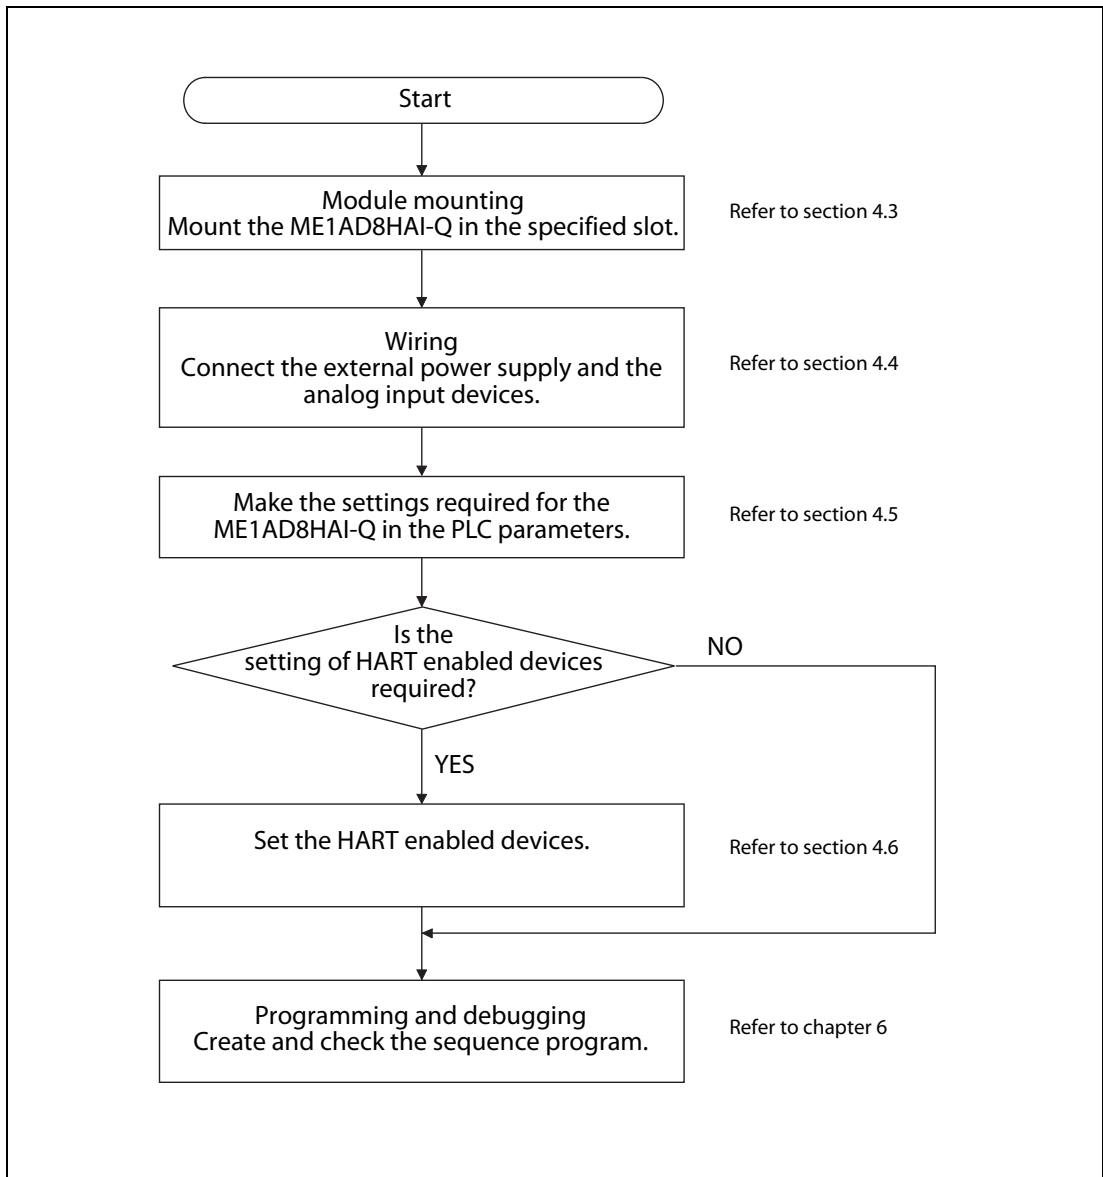 Start
Module mounting
Mount the ME1AD8HAI-Q in the specified slot.
Refer to section 4.3
Wiring
Connect the external power supply and the
analog input devices.
Refer to section 4.4
Make the settings required for the
ME1AD8HAI-Q in the PLC parameters.
Refer to section 4.5
Is the
setting of HART enabled devices
required?
NO
YES
Set the HART enabled devices.
Refer to section 4.6
Programming and debugging
Create and check the sequence program.
Refer to chapter 6